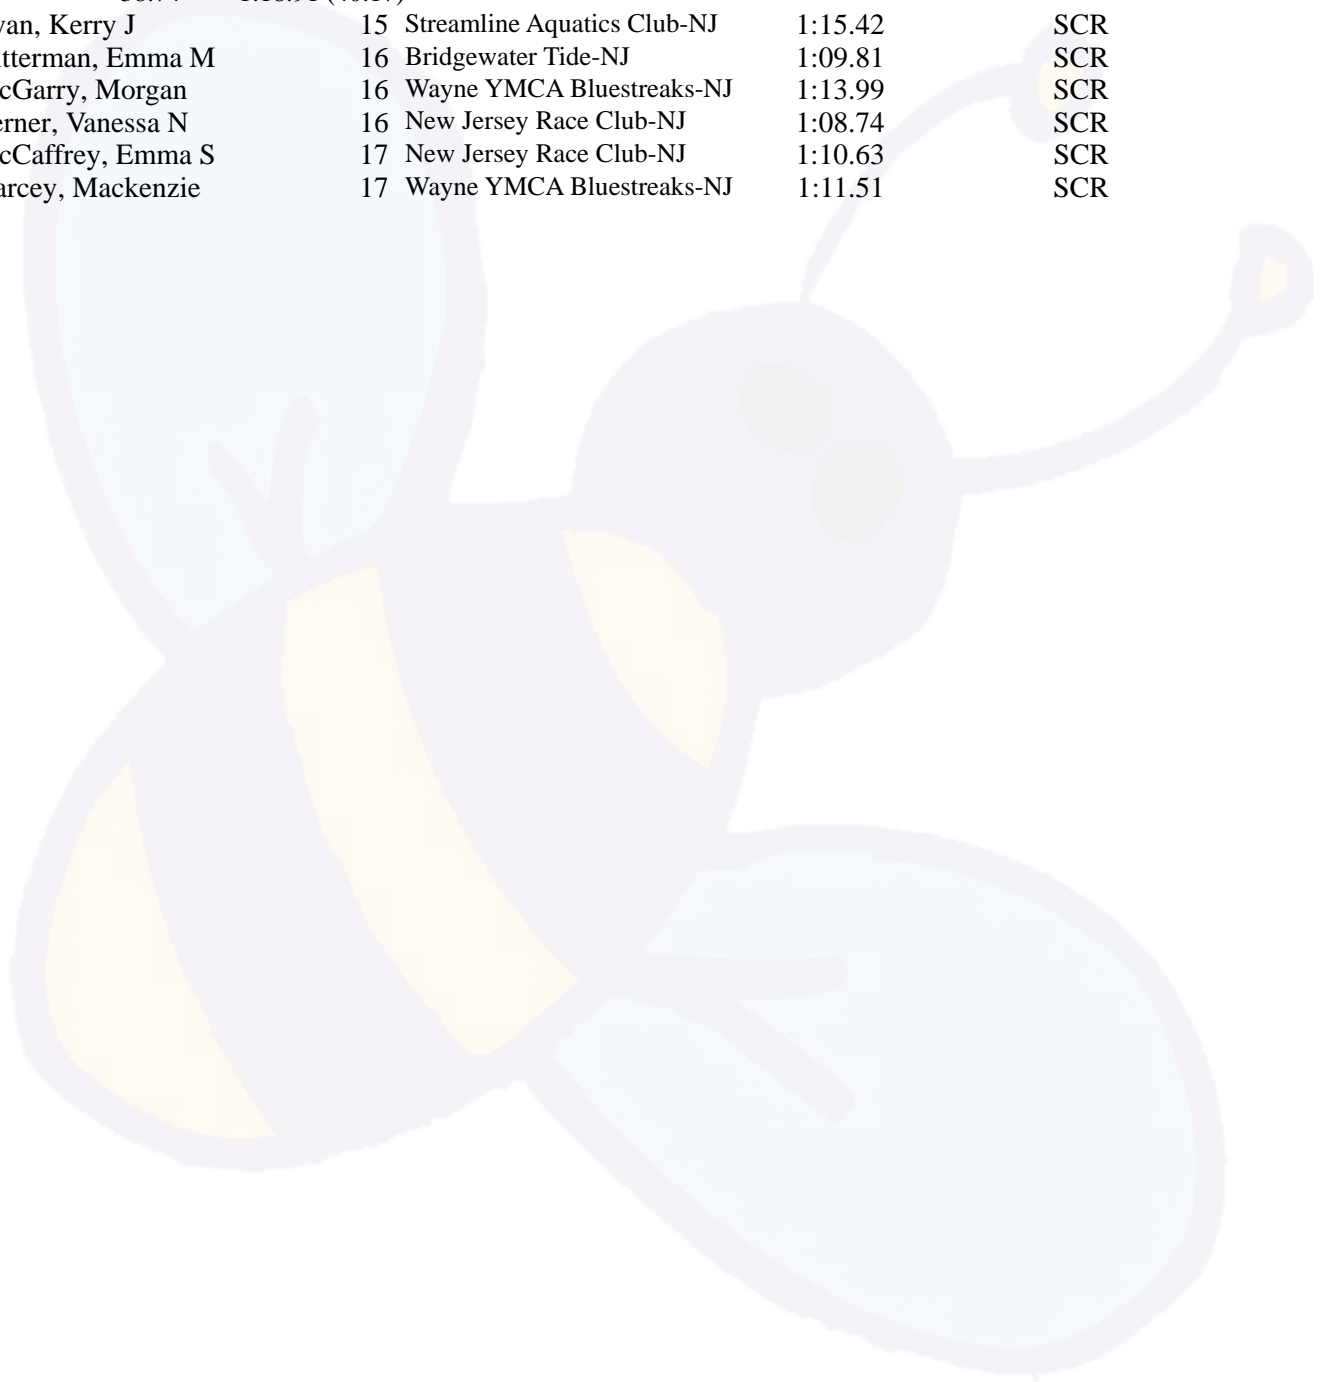 yan, Kerry J 15 Streamline Aquatics Club-NJ 1:15.42 SCR
tterman, Emma M 16 Bridgewater Tide-NJ 1:09.81 SCR
cGarry, Morgan 16 Wayne YMCA Bluestreaks-NJ 1:13.99 SCR
erner, Vanessa N 16 New Jersey Race Club-NJ 1:08.74 SCR
cCaffrey, Emma S 17 New Jersey Race Club-NJ 1:10.63 SCR
arcey, Mackenzie 17 Wayne YMCA Bluestreaks-NJ 1:11.51 SCR